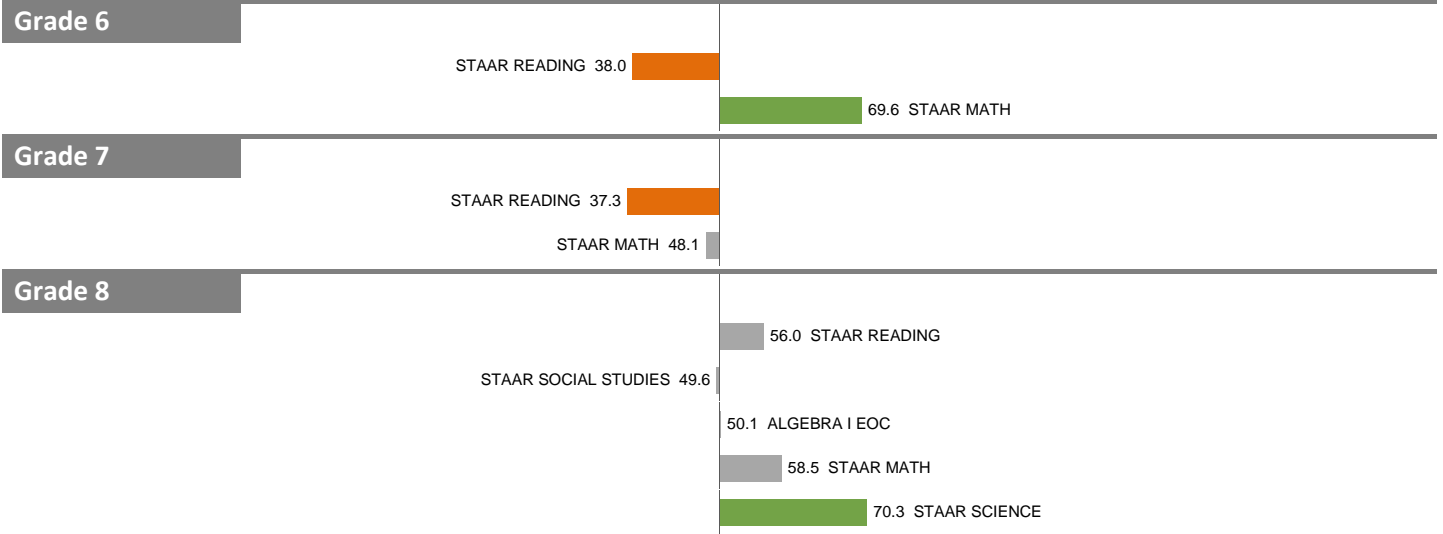 Grade 6
STAAR READING 38.0
69.6 STAAR MATH
Grade 7
STAAR READING 37.3
STAAR MATH 48.1
Grade 8
56.0 STAAR READING
STAAR SOCIAL STUDIES 49.6
50.1 ALGEBRA I EOC
58.5 STAAR MATH
70.3 STAAR SCIENCE